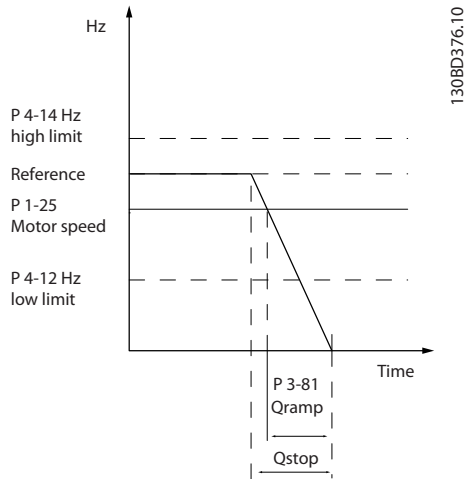 Hz
130BD376.10
P 4-14 Hz
high limit
Reference
P 1-25
Motor speed
P 4-12 Hz
low limit
Time
P 3-81
Qramp
Qstop